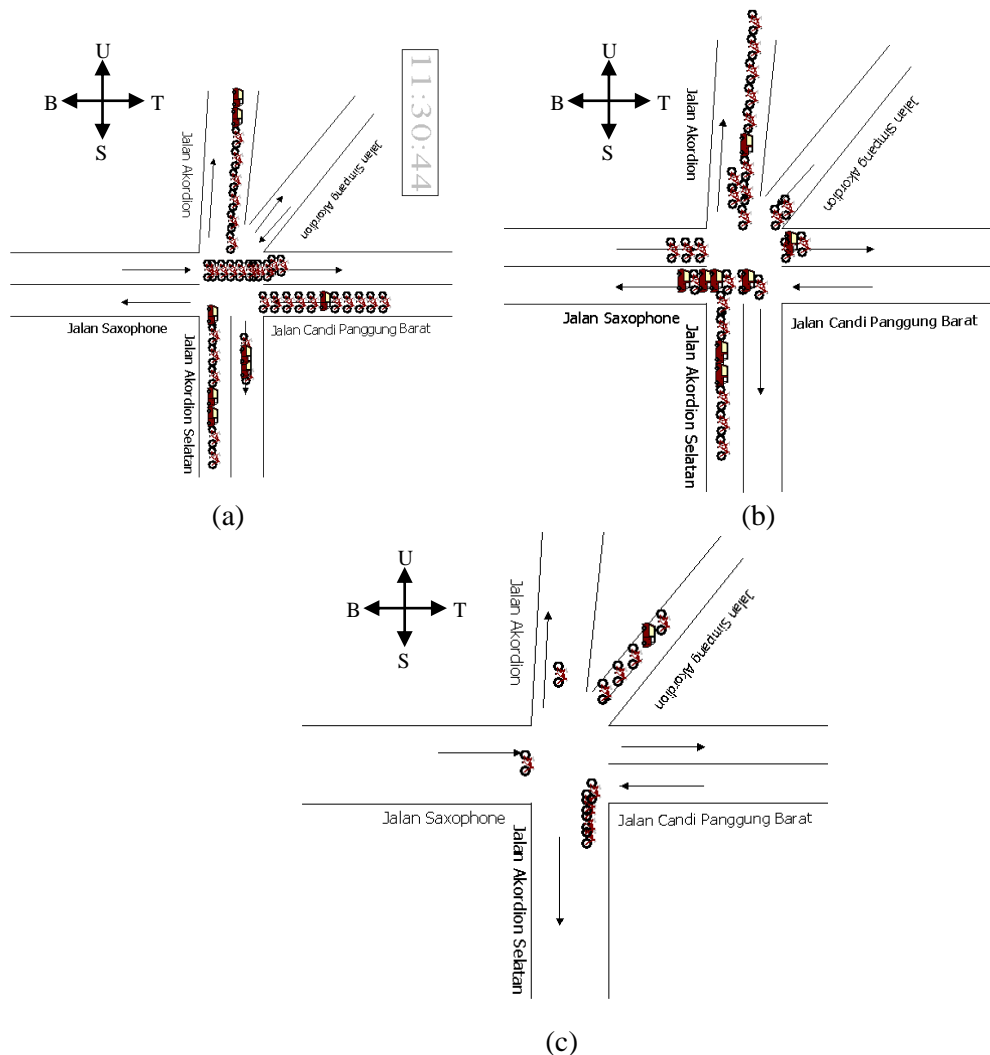 U
B T
S
Jalan Akordion
11:30:44
Jalan Simpang Akordion
Jalan Saxophone
Jalan Candi Panggung Barat
Jalan Akordion Selatan
(a)
U
B T
S
Jalan Akordion
Jalan Simpang Akordion
Jalan Saxophone
Jalan Candi Panggung Barat
Jalan Akordion Selatan
(b)
U
B T
S
Jalan Akordion
Jalan Simpang Akordion
Jalan Saxophone
Jalan Candi Panggung Barat
Jalan Akordion Selatan
(c)